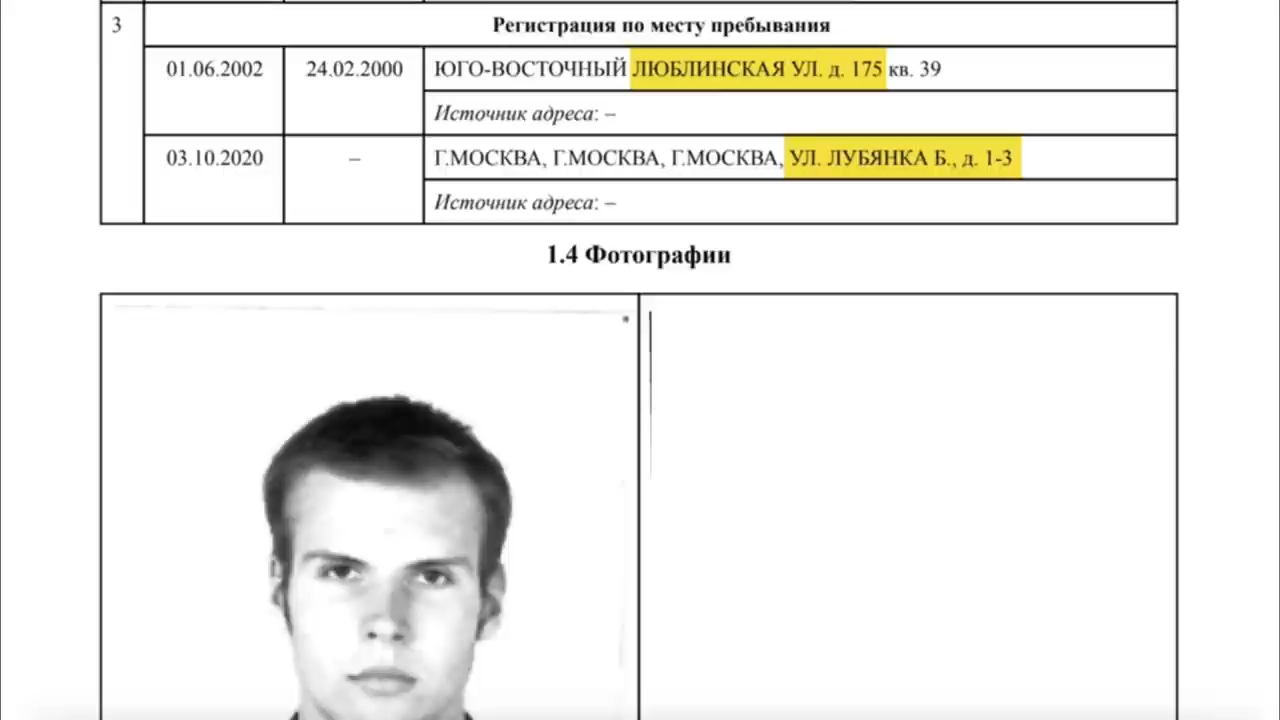 3
Регистрация по месту пребывания
01.06.2002 24.02.2000 ЮГО-ВОСТОЧНЫЙ ЛЮБЛИНСКАЯ УЛ. д. 175 кв. 39
Источник адреса: –
03.10.2020 – Г.МОСКВА, Г.МОСКВА, Г.МОСКВА, УЛ. ЛУБЯНКА Б., д. 1-3
Источник адреса: –
1.4 Фотографии